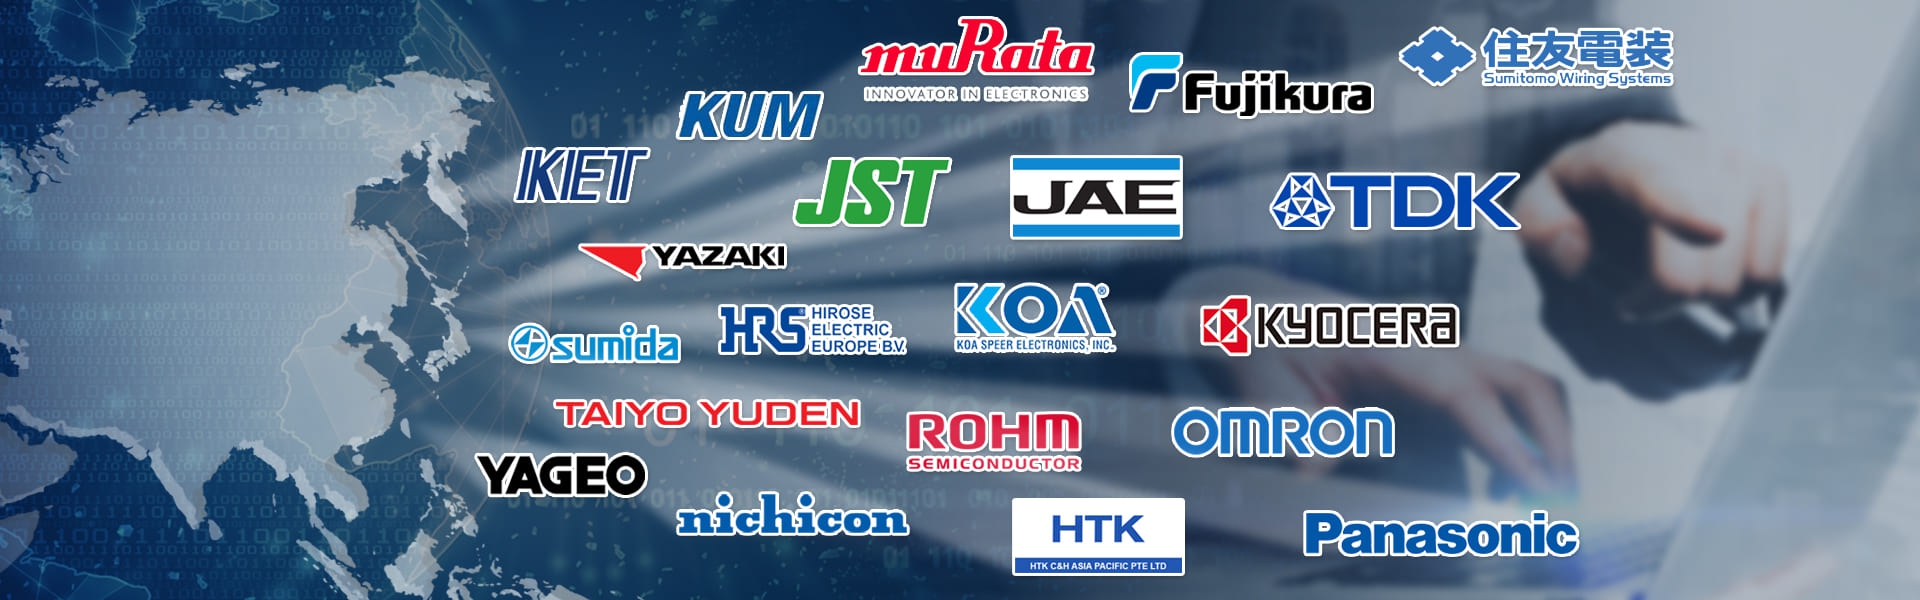 muRata
INNOVATOR IN ELECTRONICS
Fujikura
住友電装
Sumitomo Wiring Systems
KUM
KET
JST
JAE
TDK
YAZAKI
HRS
HIROSE
ELECTRIC
EUROPE B.V.
KOA®
KOA SPEER ELECTRONICS, INC.
KYOCERA
sumida
TAIYO YUDEN
ROHM
SEMICONDUCTOR
OMRON
YAGEO
nichicon
HTK
HTK C&H ASIA PACIFIC PTE LTD
Panasonic